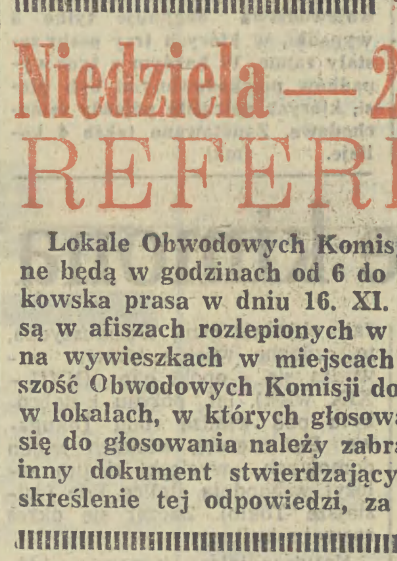 Niedziela — 2
REFER
Lokale Obwodowych Komis
ne będą w godzinach od 6 do
kowska prasa w dniu 16. XI.
są w afiszach rozlepionych w
na wywieszkach w miejscach
szość Obwodowych Komisji do
w lokalach, w których głosowa
się do głosowania należy zabra
inny dokument stwierdzający
skreślenie tej odpowiedzi, za